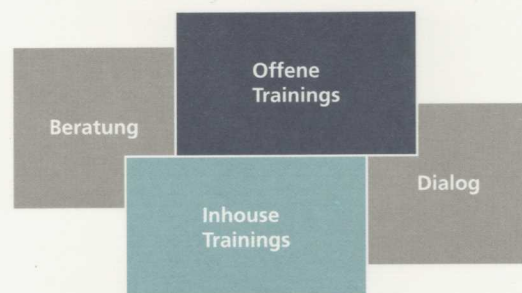 Offene
Trainings
Beratung
Dialog
Inhouse
Trainings